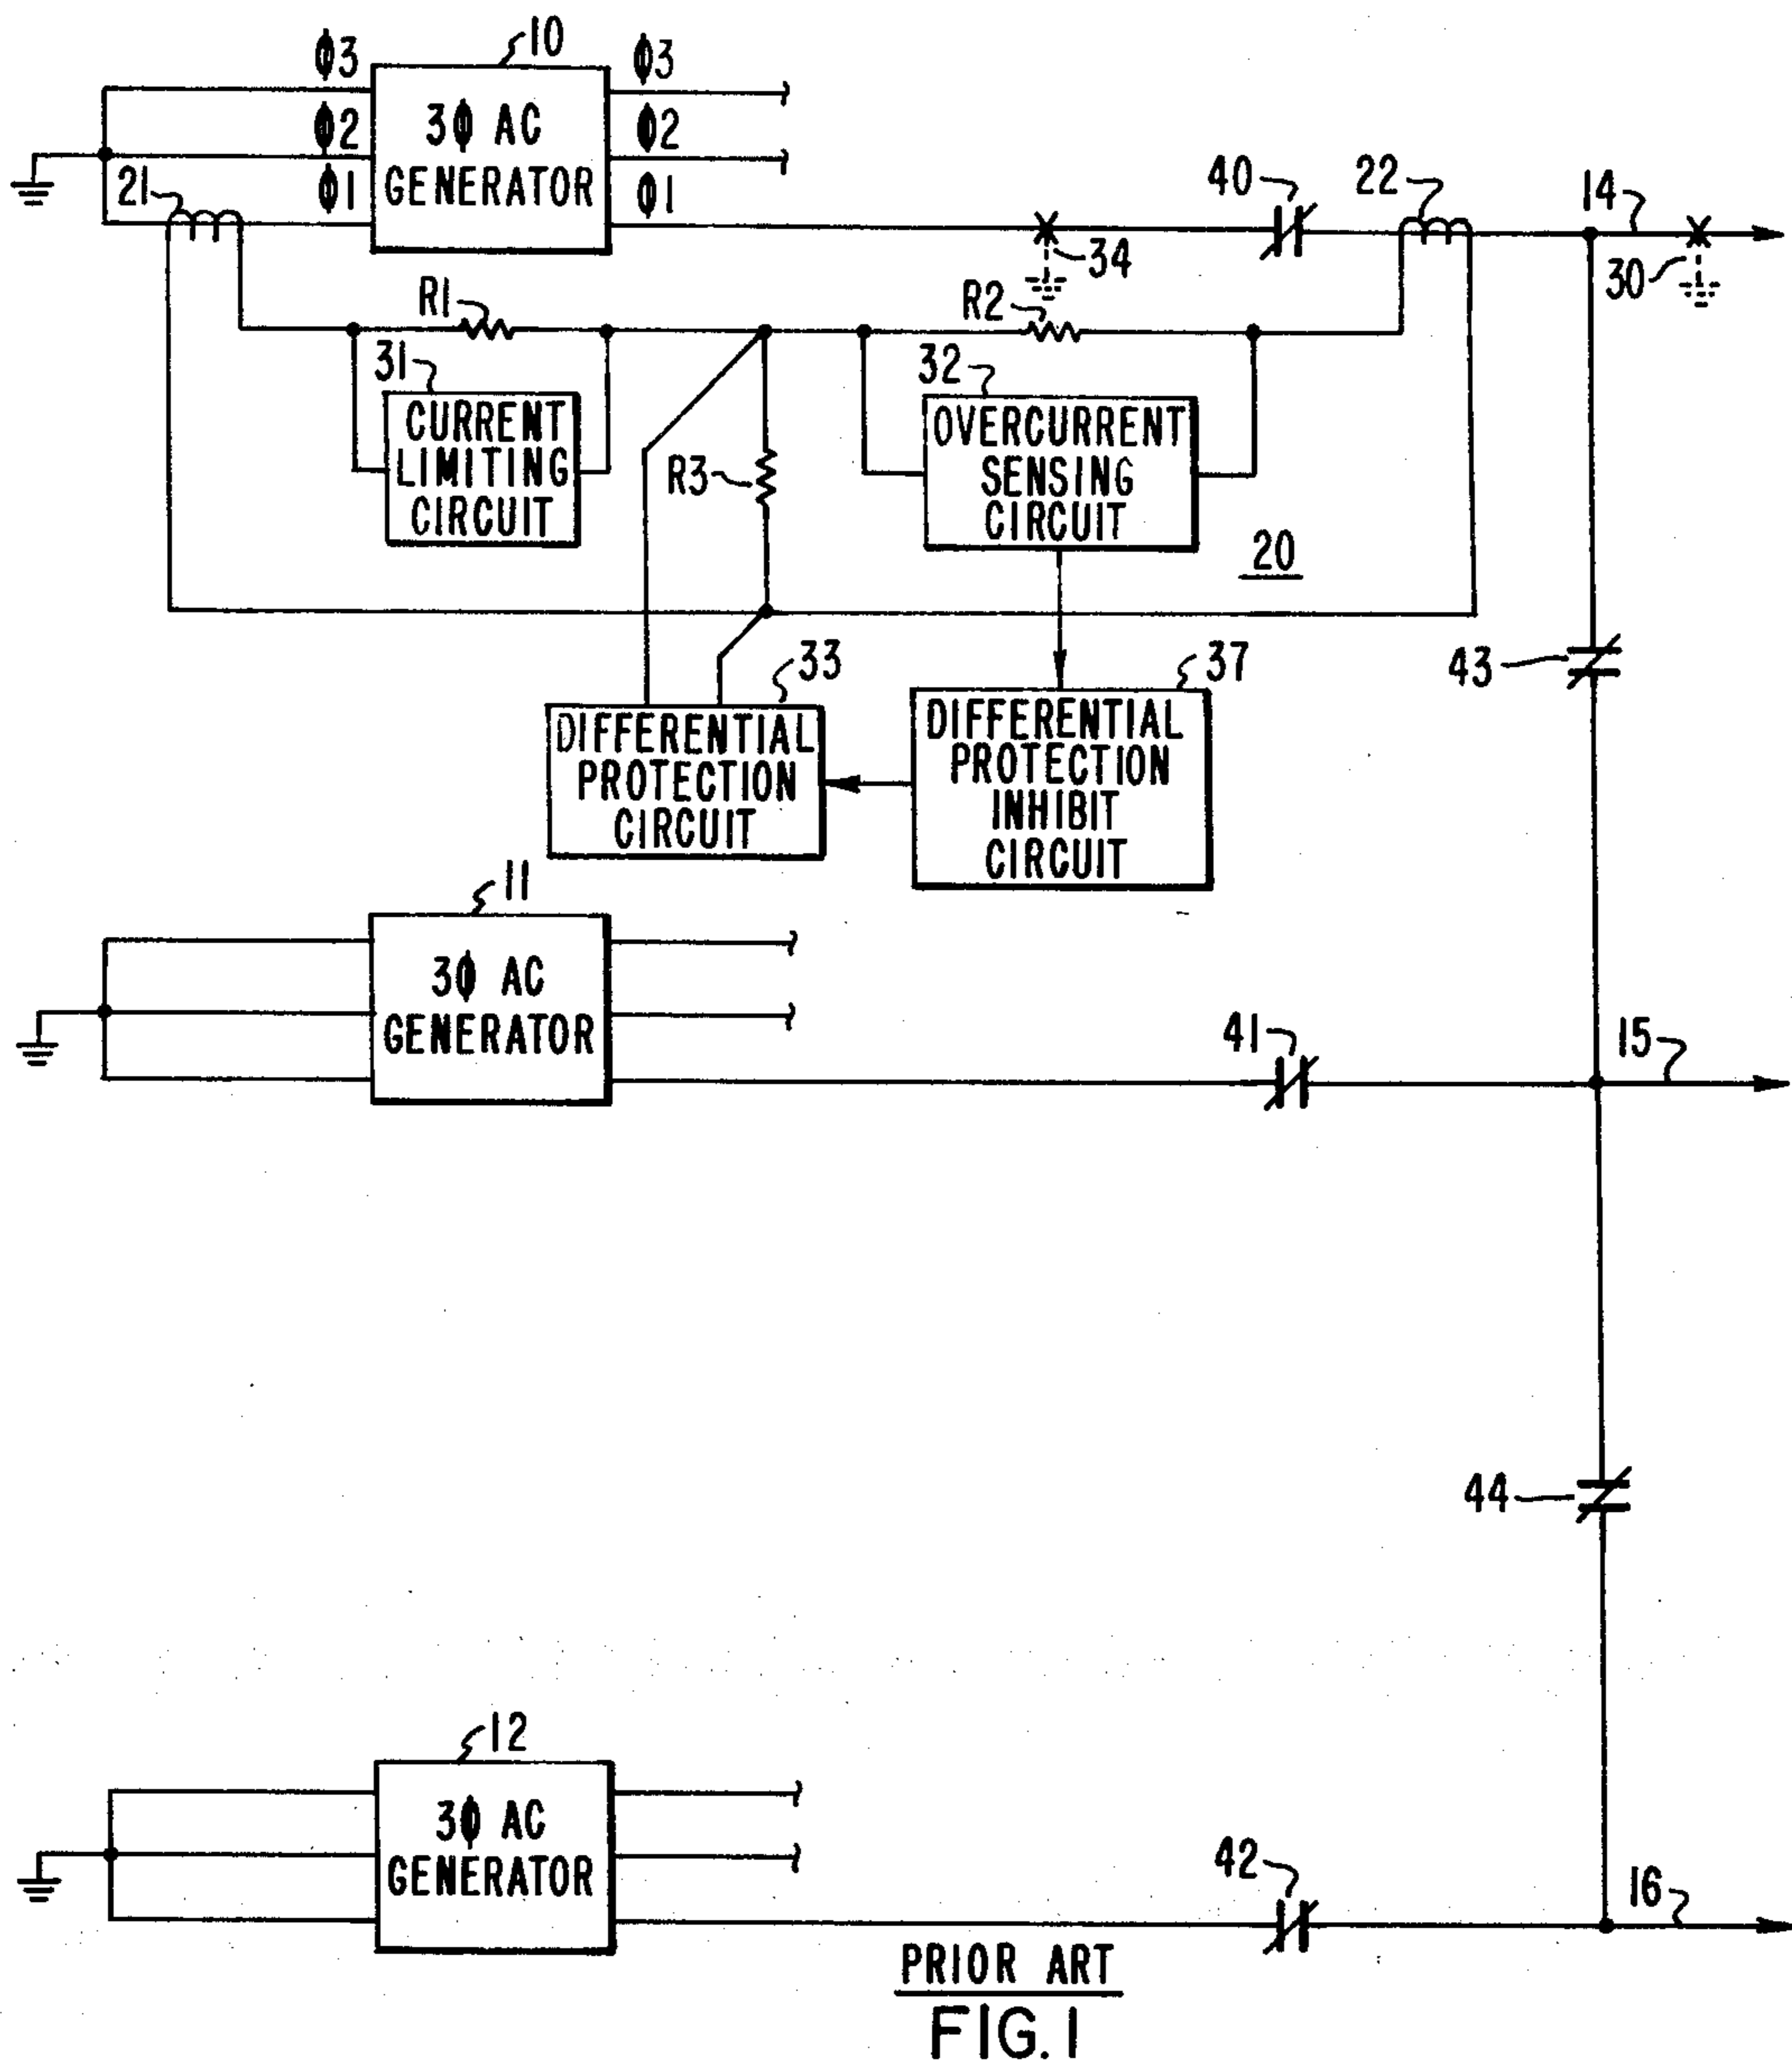 10
Φ3
Φ3
3Φ AC
GENERATOR
Φ2
Φ2
21
Φ1
Φ1
40
22
14
34
30
R1
R2
31
32
CURRENT
LIMITING
CIRCUIT
R3
OVERCURRENT
SENSING
CIRCUIT
20
33
37
43
DIFFERENTIAL
PROTECTION
CIRCUIT
DIFFERENTIAL
PROTECTION
INHIBIT
CIRCUIT
11
3Φ AC
GENERATOR
41
15
44
12
3Φ AC
GENERATOR
42
16
PRIOR ART
FIG. 1